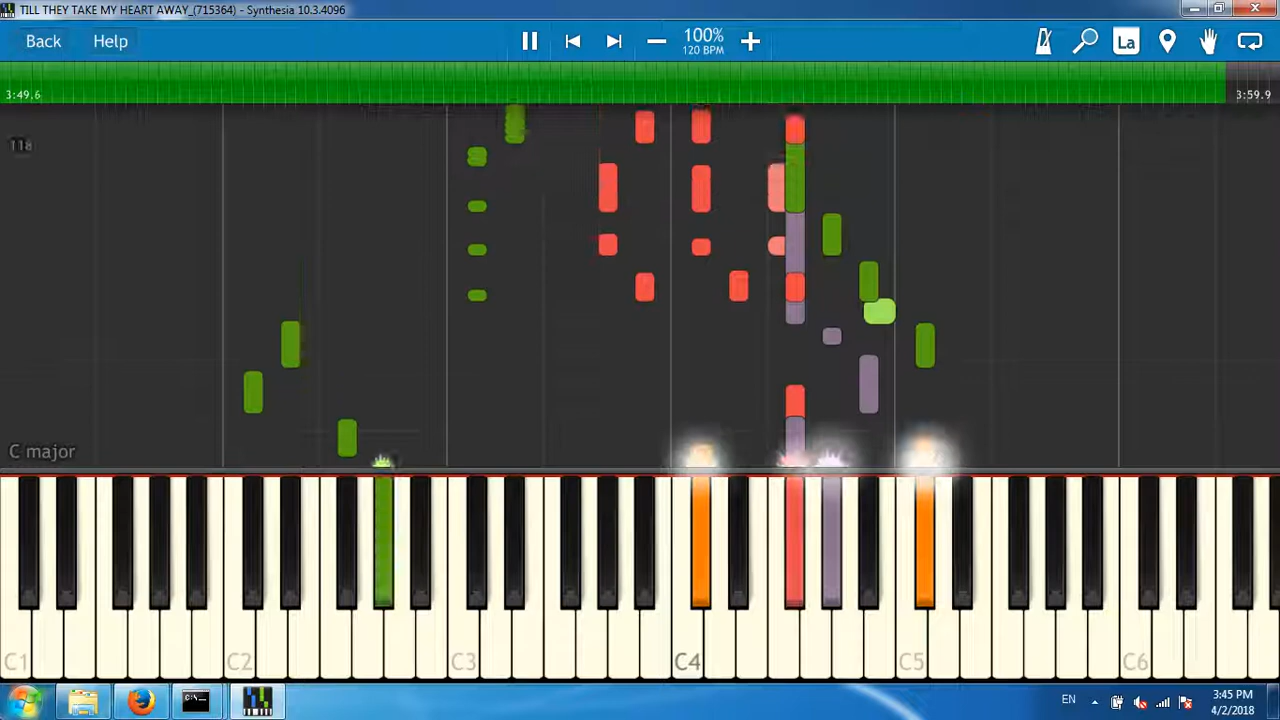 TILL THEY TAKE MY HEART AWAY_(715364) - Synthesia 10.3.4096
Back Help 100% La
120 BPM
3:49.6 3:59.9
118
C major
C1 C2 C3 C4 C5 C6
EN 3:45 PM
4/2/2018